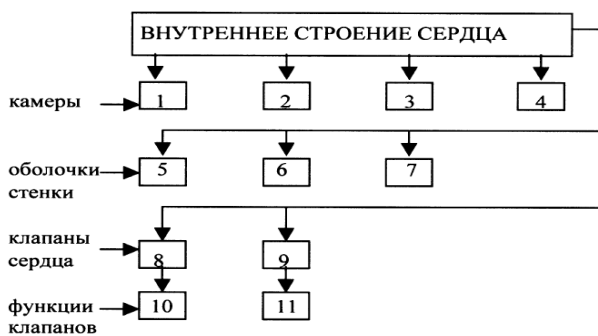 ВНУТРЕННЕЕ СТРОЕНИЕ СЕРДЦА
камеры
1 2 3 4
оболочки
стенки
5 6 7
клапаны
сердца
8 9
функции
клапанов
10 11